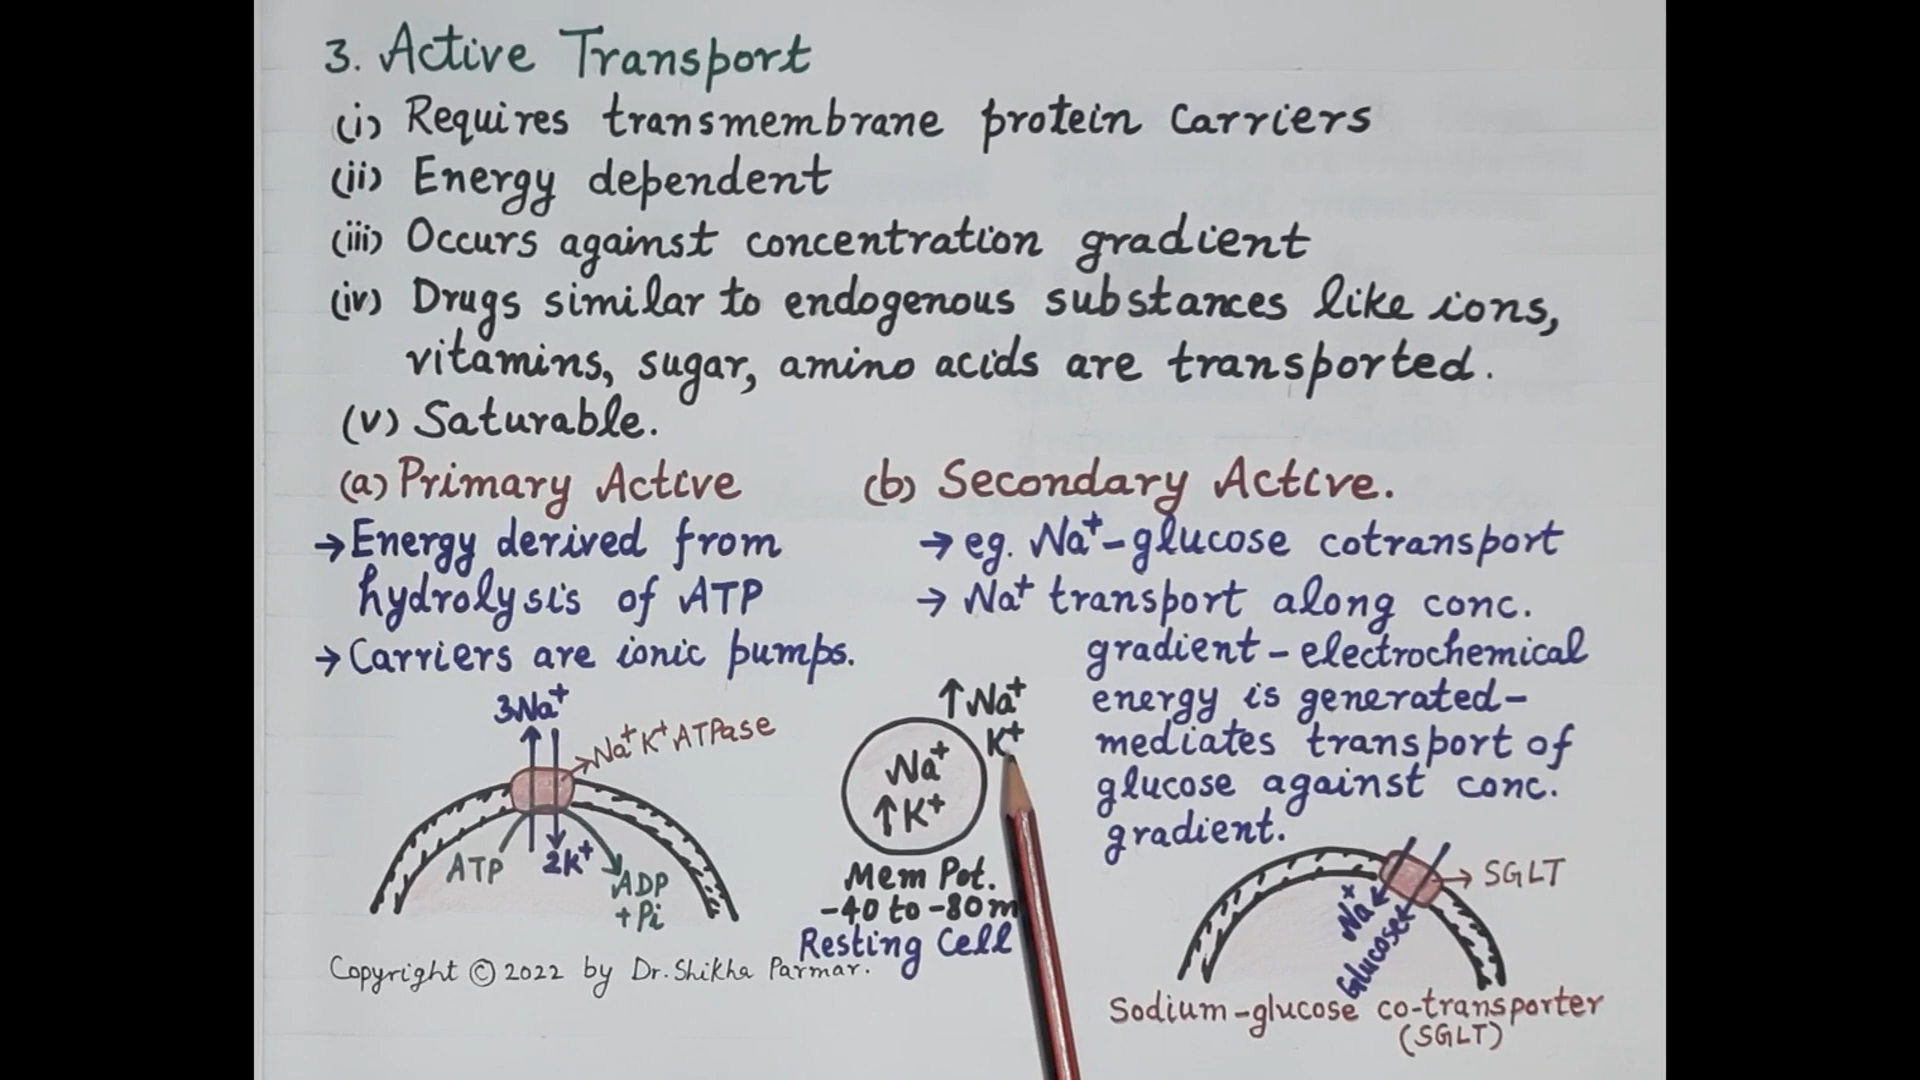 3. Active Transport
(i) Requires transmembrane protein carriers
(ii) Energy dependent
(iii) Occurs against concentration gradient
(iv) Drugs similar to endogenous substances like ions,
vitamins, sugar, amino acids are transported.
(v) Saturable.
(a) Primary Active
→ Energy derived from
hydrolysis of ATP
→ Carriers are ionic pumps.
3Na⁺
Na⁺K⁺ATPase
ATP
2K⁺
ADP
+ Pi
↑Na⁺
K⁺
Na⁺
↑K⁺
Mem Pot.
-40 to -80 m
Resting Cell
(b) Secondary Active.
→ eg. Na⁺-glucose cotransport
→ Na⁺ transport along conc.
gradient - electrochemical
energy is generated-
mediates transport of
glucose against conc.
gradient.
SGLT
Na⁺
Glucose
Sodium-glucose co-transporter
(SGLT)
Copyright © 2022 by Dr. Shikha Parmar.